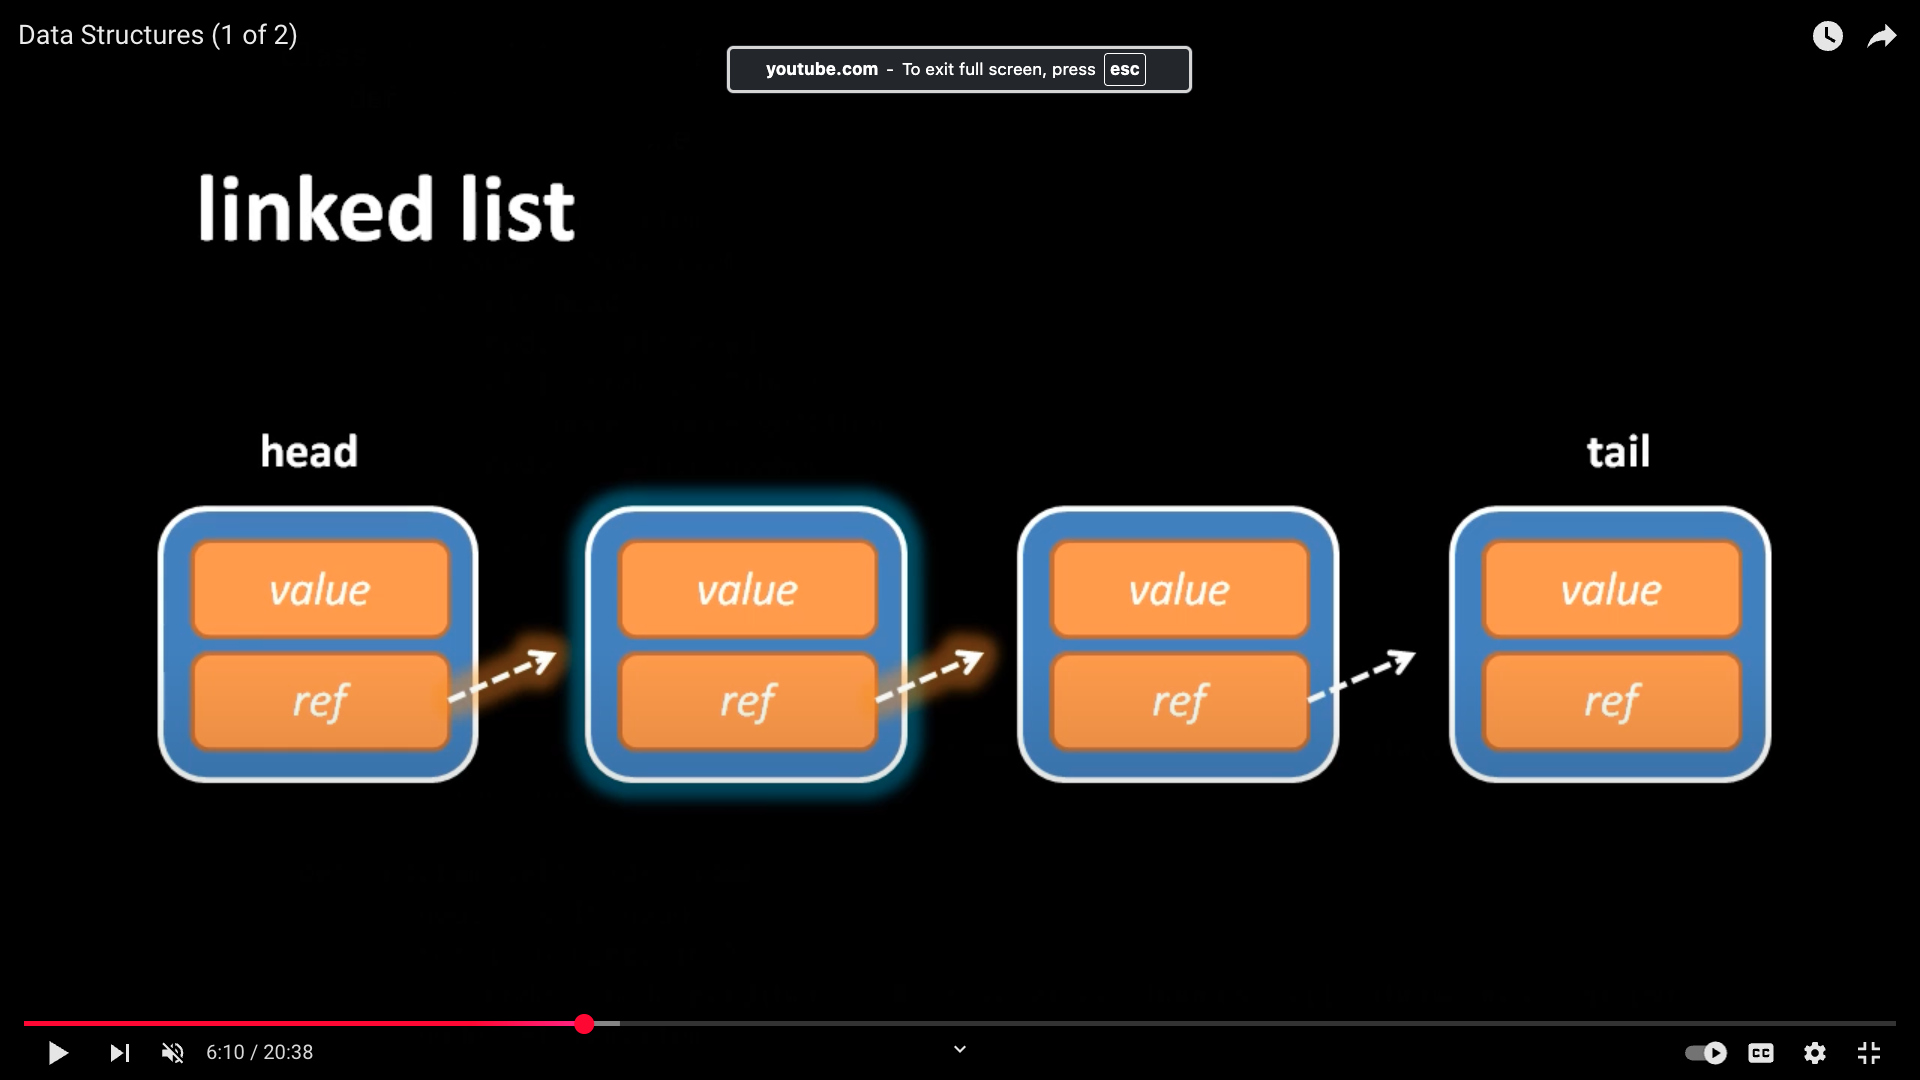 Data Structures (1 of 2)
youtube.com - To exit full screen, press esc
linked list
head
tail
value
value
value
value
ref
ref
ref
ref
6:10 / 20:38
CC